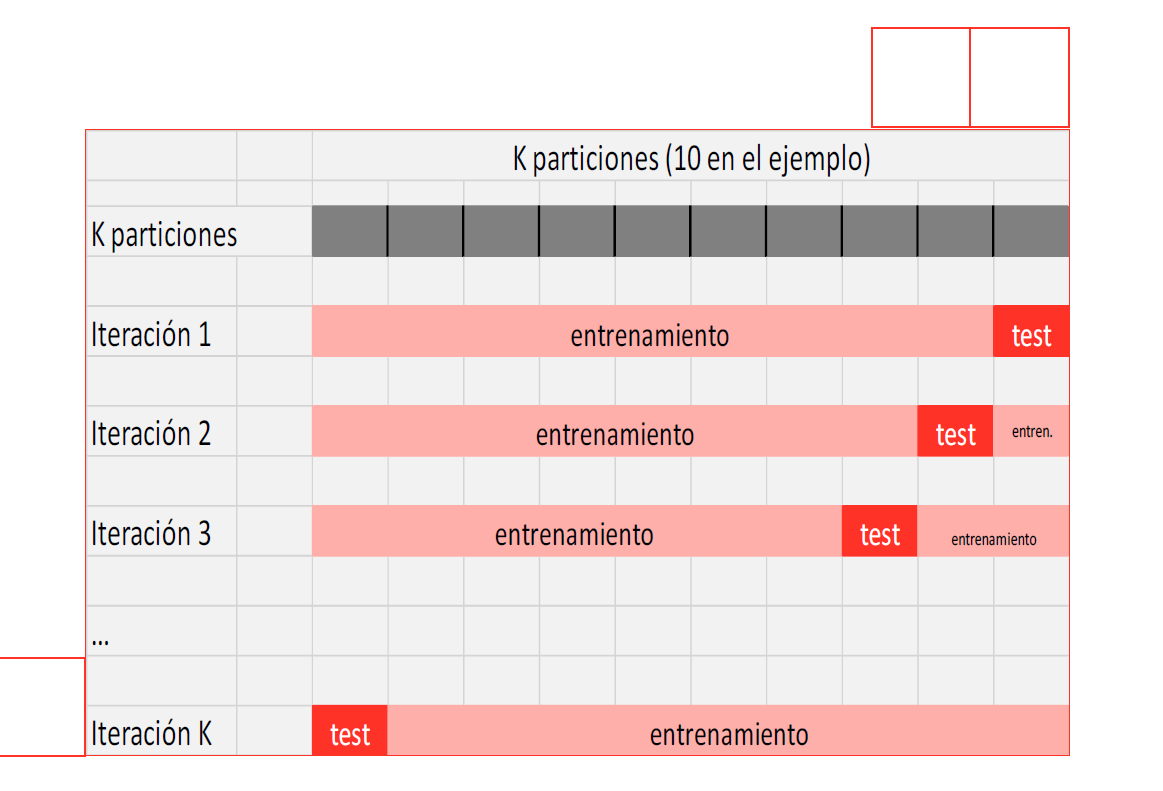 K particiones (10 en el ejemplo)
K particiones
Iteración 1 entrenamiento test
Iteración 2 entrenamiento test entren.
Iteración 3 entrenamiento test entrenamiento
...
Iteración K test entrenamiento